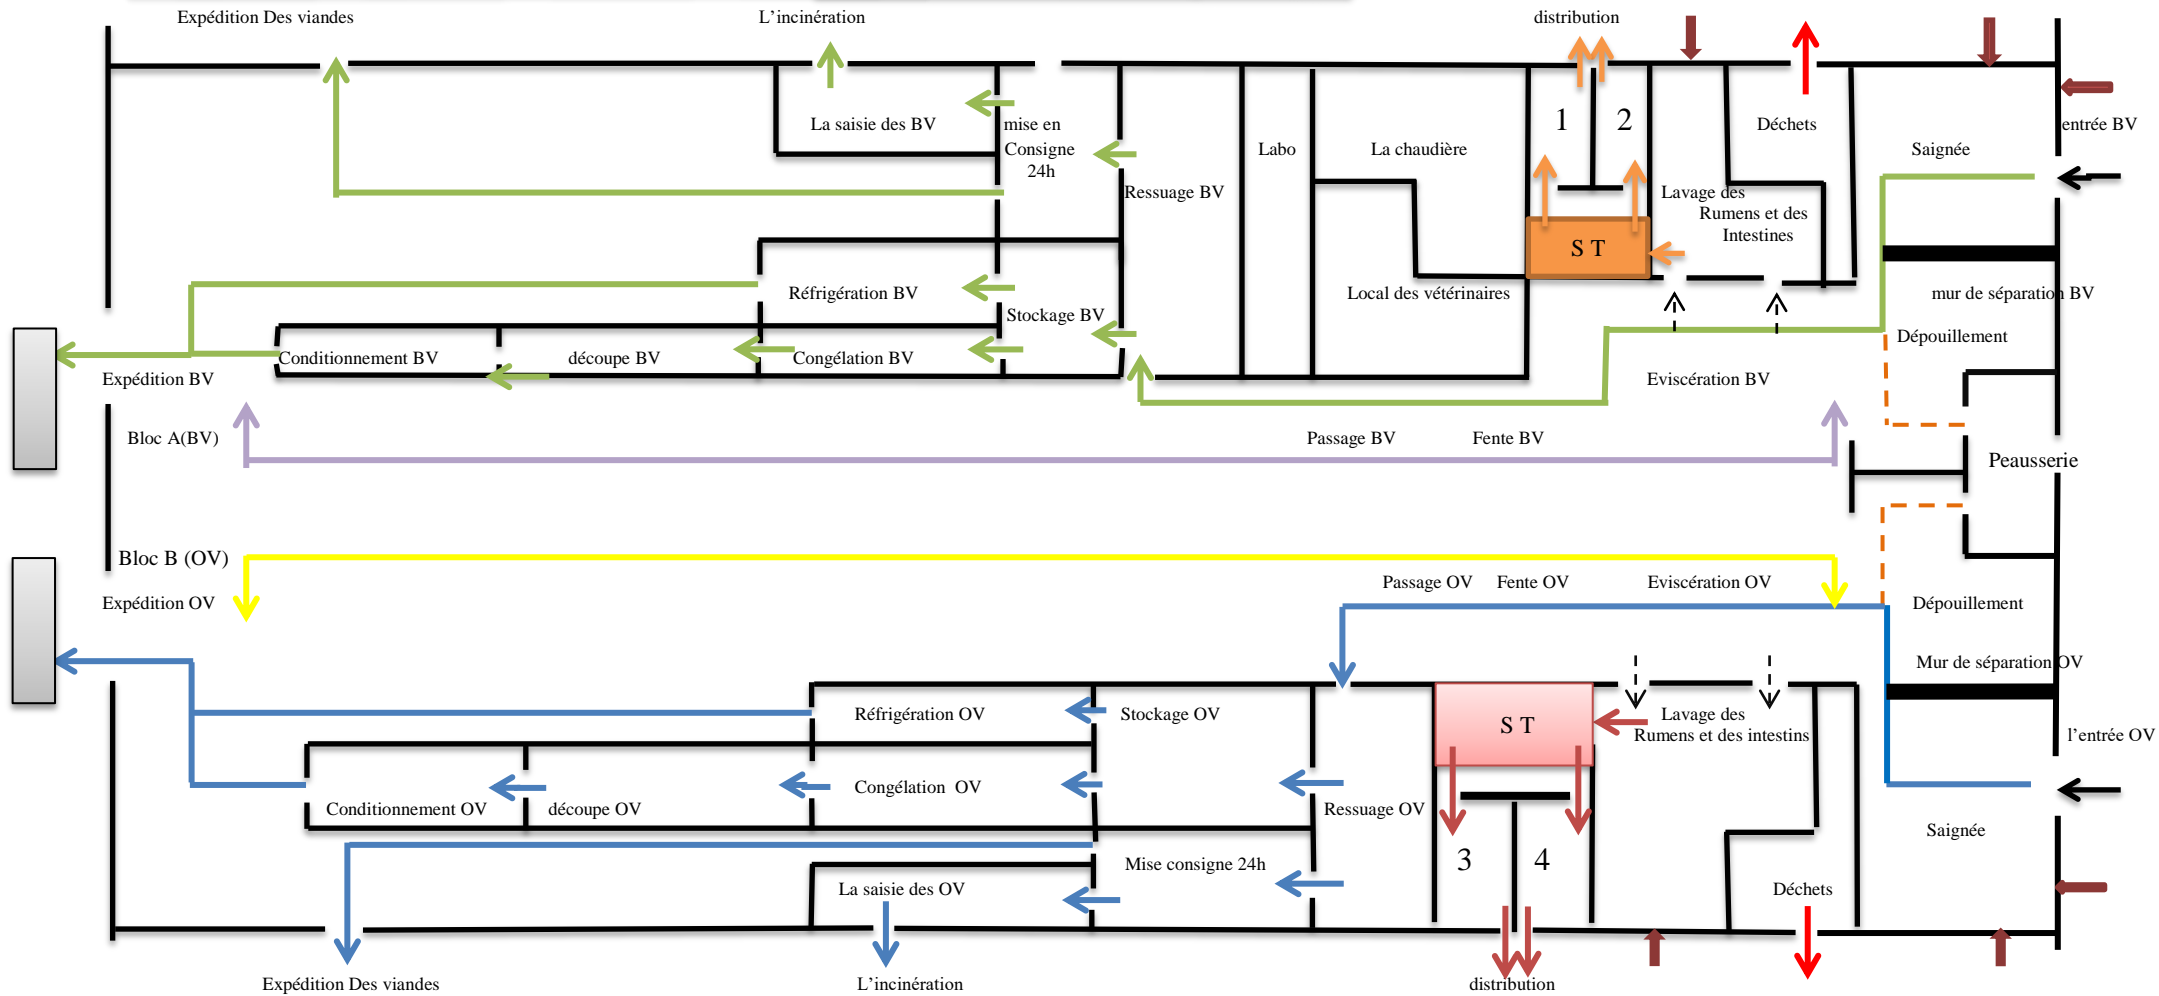 Expédition Des viandes
L'incinération
distribution
La saisie des BV
mise en
Consigne
24h
Ressuage BV
Labo
La chaudière
1
2
Déchets
Saignée
entrée BV
Lavage des
Rumens et des
Intestines
S T
Réfrigération BV
Stockage BV
Local des vétérinaires
mur de séparation BV
Dépouillement
Conditionnement BV
découpe BV
Congélation BV
Expédition BV
Eviscération BV
Bloc A(BV)
Passage BV
Fente BV
Peausserie
Bloc B (OV)
Expédition OV
Passage OV
Fente OV
Eviscération OV
Dépouillement
Mur de séparation OV
Réfrigération OV
Stockage OV
S T
Lavage des
Rumens et des intestins
l'entrée OV
Congélation OV
Conditionnement OV
découpe OV
Ressuage OV
Saignée
3
4
Mise consigne 24h
La saisie des OV
Déchets
Expédition Des viandes
L'incinération
distribution